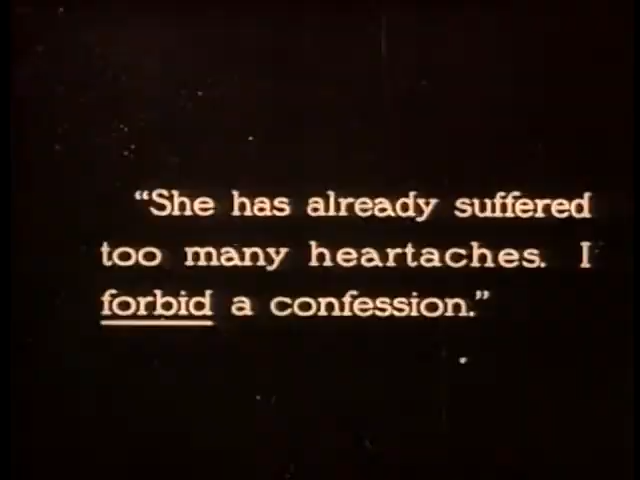 “She has already suffered
too many heartaches. I
forbid a confession.”